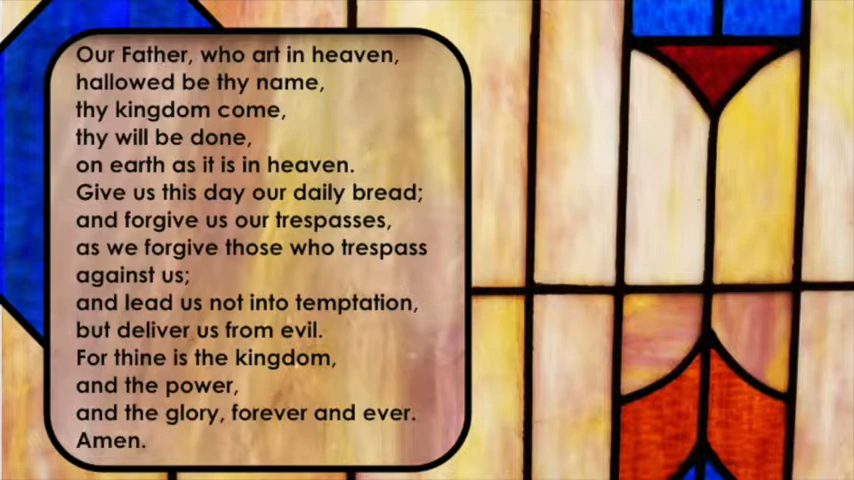 Our Father, who art in heaven,
hallowed be thy name,
thy kingdom come,
thy will be done,
on earth as it is in heaven.
Give us this day our daily bread;
and forgive us our trespasses,
as we forgive those who trespass
against us;
and lead us not into temptation,
but deliver us from evil.
For thine is the kingdom,
and the power,
and the glory, forever and ever.
Amen.